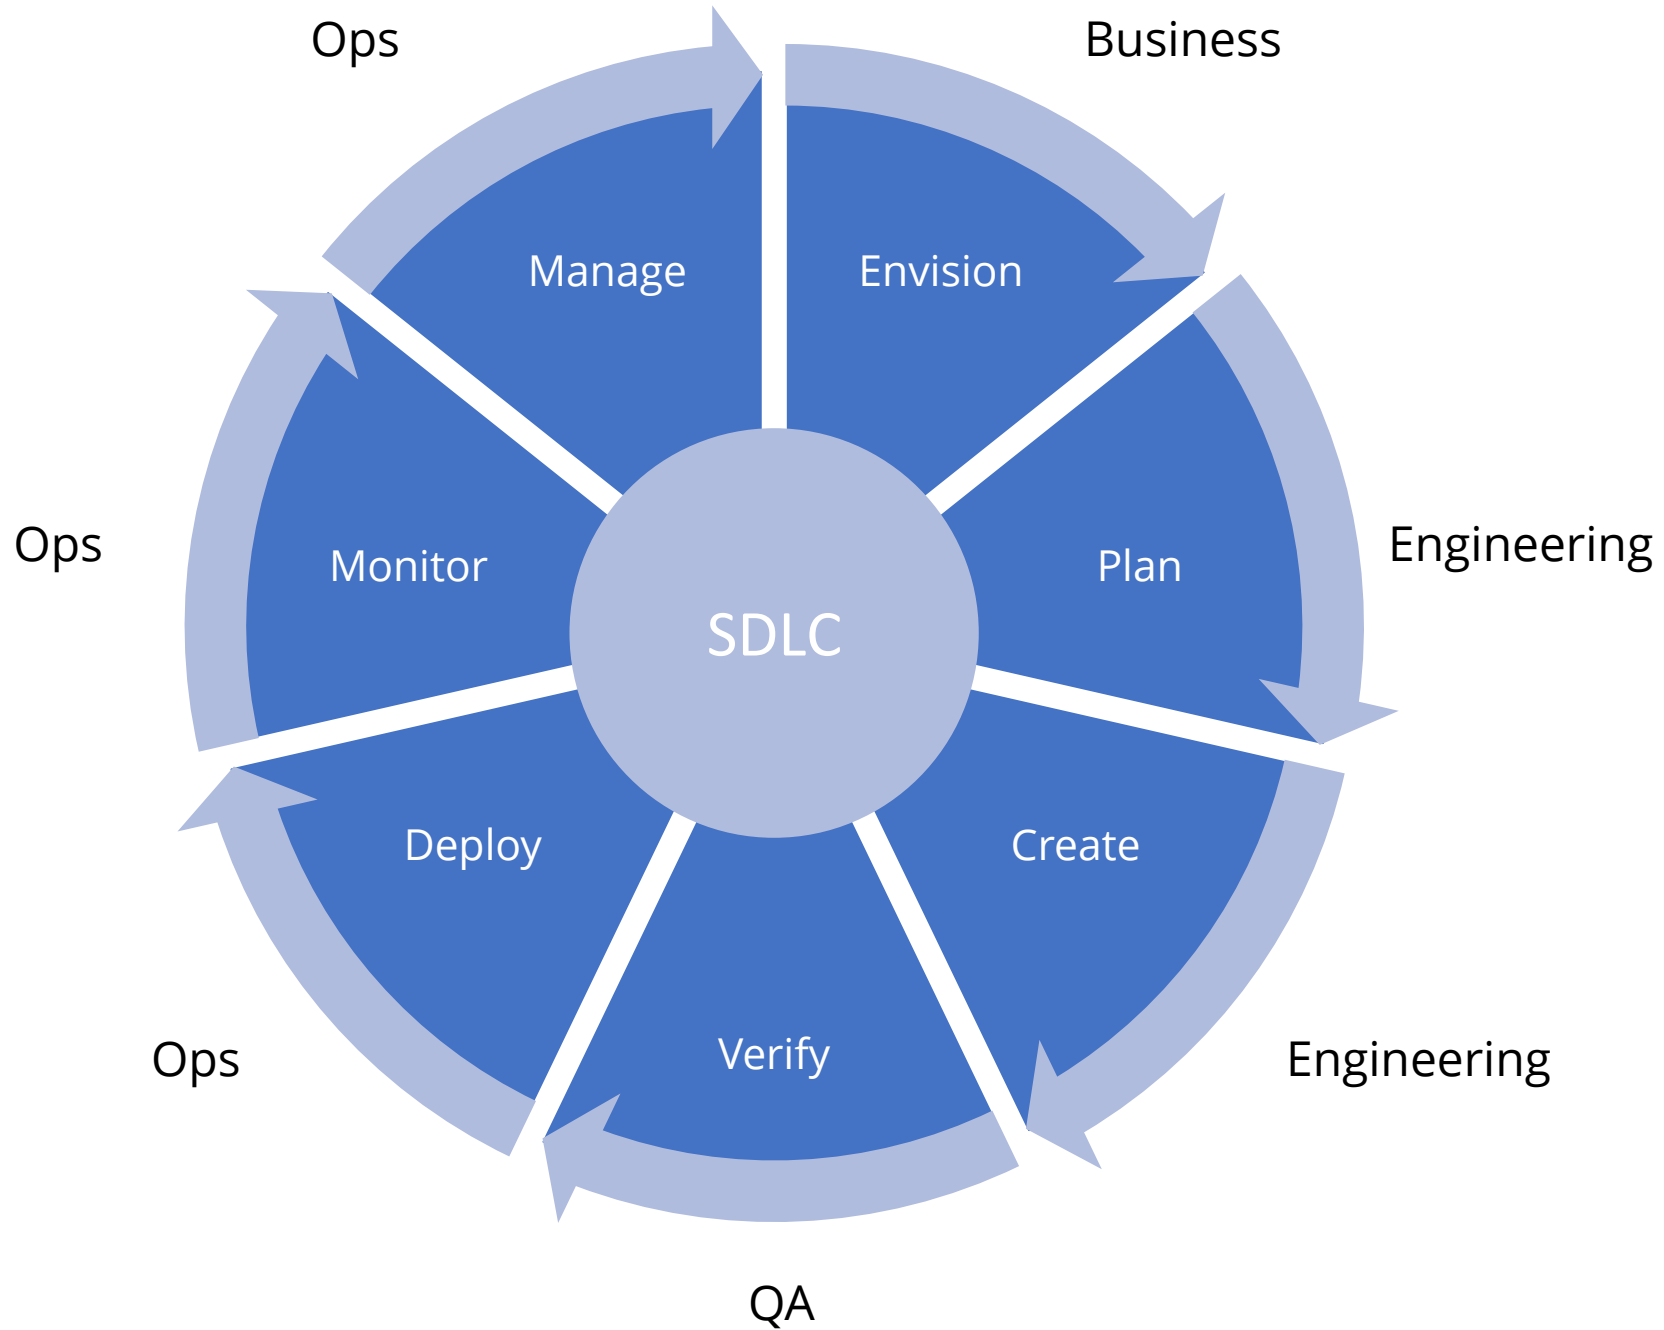 Ops
Business
Manage
Envision
Ops
Engineering
Monitor
Plan
SDLC
Deploy
Create
Ops
Verify
Engineering
QA